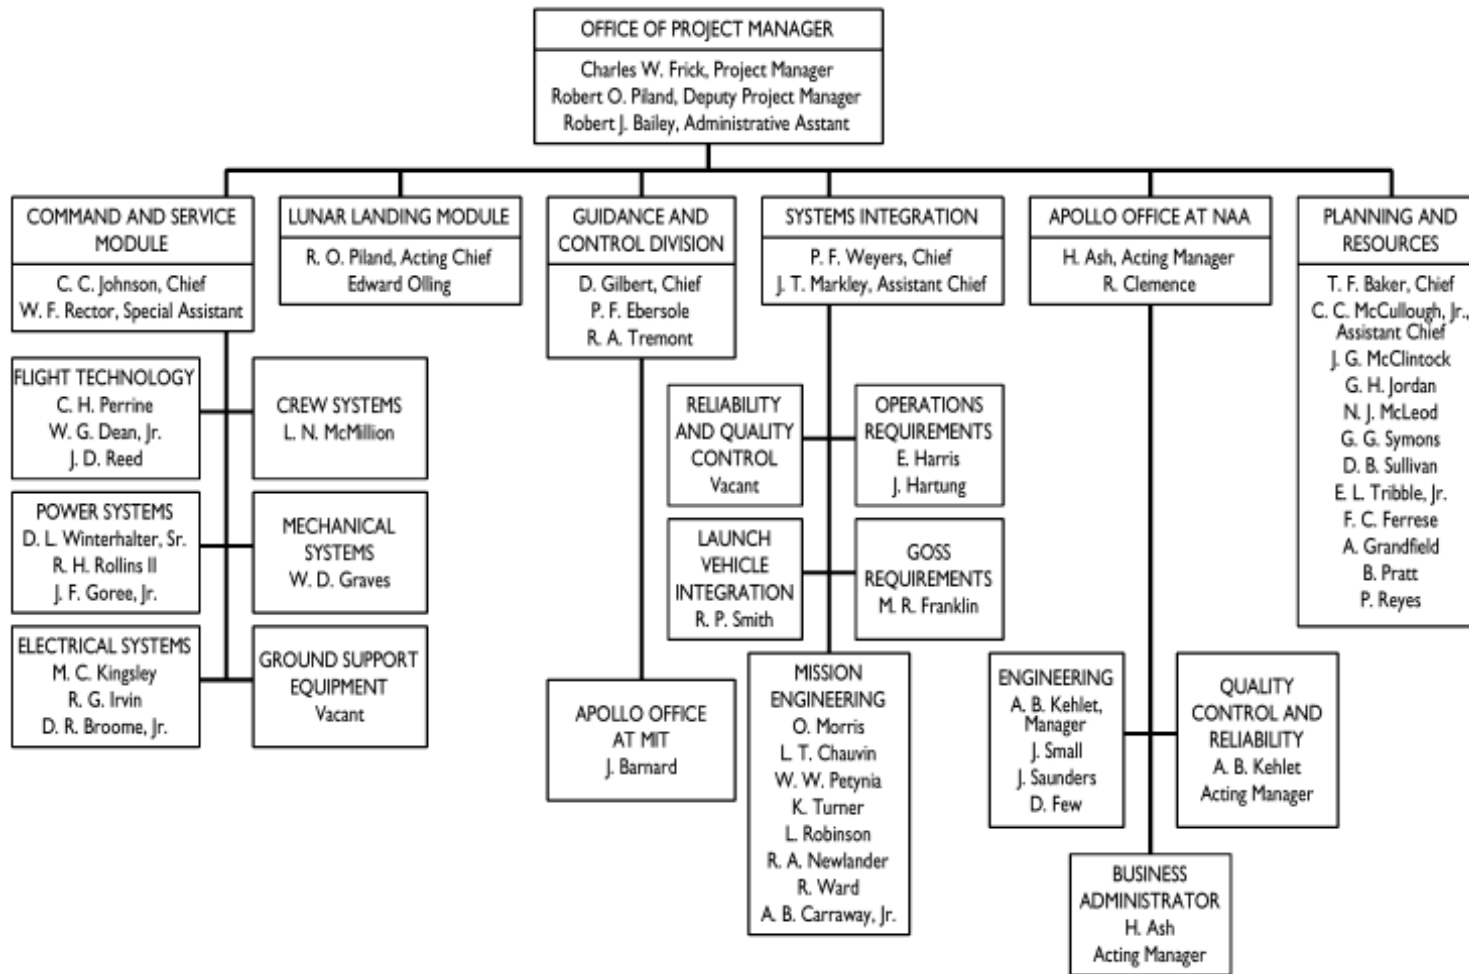 OFFICE OF PROJECT MANAGER
Charles W. Frick, Project Manager
Robert O. Piland, Deputy Project Manager
Robert J. Bailey, Administrative Asstant
COMMAND AND SERVICE
MODULE
C. C. Johnson, Chief
W. F. Rector, Special Assistant
FLIGHT TECHNOLOGY
C. H. Perrine
W. G. Dean, Jr.
J. D. Reed
CREW SYSTEMS
L. N. McMillion
POWER SYSTEMS
D. L. Winterhalter, Sr.
R. H. Rollins II
J. F. Goree, Jr.
MECHANICAL
SYSTEMS
W. D. Graves
ELECTRICAL SYSTEMS
M. C. Kingsley
R. G. Irvin
D. R. Broome, Jr.
GROUND SUPPORT
EQUIPMENT
Vacant
LUNAR LANDING MODULE
R. O. Piland, Acting Chief
Edward Olling
GUIDANCE AND
CONTROL DIVISION
D. Gilbert, Chief
P. F. Ebersole
R. A. Tremont
APOLLO OFFICE
AT MIT
J. Barnard
SYSTEMS INTEGRATION
P. F. Weyers, Chief
J. T. Markley, Assistant Chief
RELIABILITY
AND QUALITY
CONTROL
Vacant
OPERATIONS
REQUIREMENTS
E. Harris
J. Hartung
LAUNCH
VEHICLE
INTEGRATION
R. P. Smith
GOSS
REQUIREMENTS
M. R. Franklin
MISSION
ENGINEERING
O. Morris
L. T. Chauvin
W. W. Petynia
K. Turner
L. Robinson
R. A. Newlander
R. Ward
A. B. Carraway, Jr.
APOLLO OFFICE AT NAA
H. Ash, Acting Manager
R. Clemence
ENGINEERING
A. B. Kehlet,
Manager
J. Small
J. Saunders
D. Few
QUALITY
CONTROL AND
RELIABILITY
A. B. Kehlet
Acting Manager
BUSINESS
ADMINISTRATOR
H. Ash
Acting Manager
PLANNING AND
RESOURCES
T. F. Baker, Chief
C. C. McCullough, Jr.,
Assistant Chief
J. G. McClintock
G. H. Jordan
N. J. McLeod
G. G. Symons
D. B. Sullivan
E. L. Tribble, Jr.
F. C. Ferrese
A. Grandfield
B. Pratt
P. Reyes